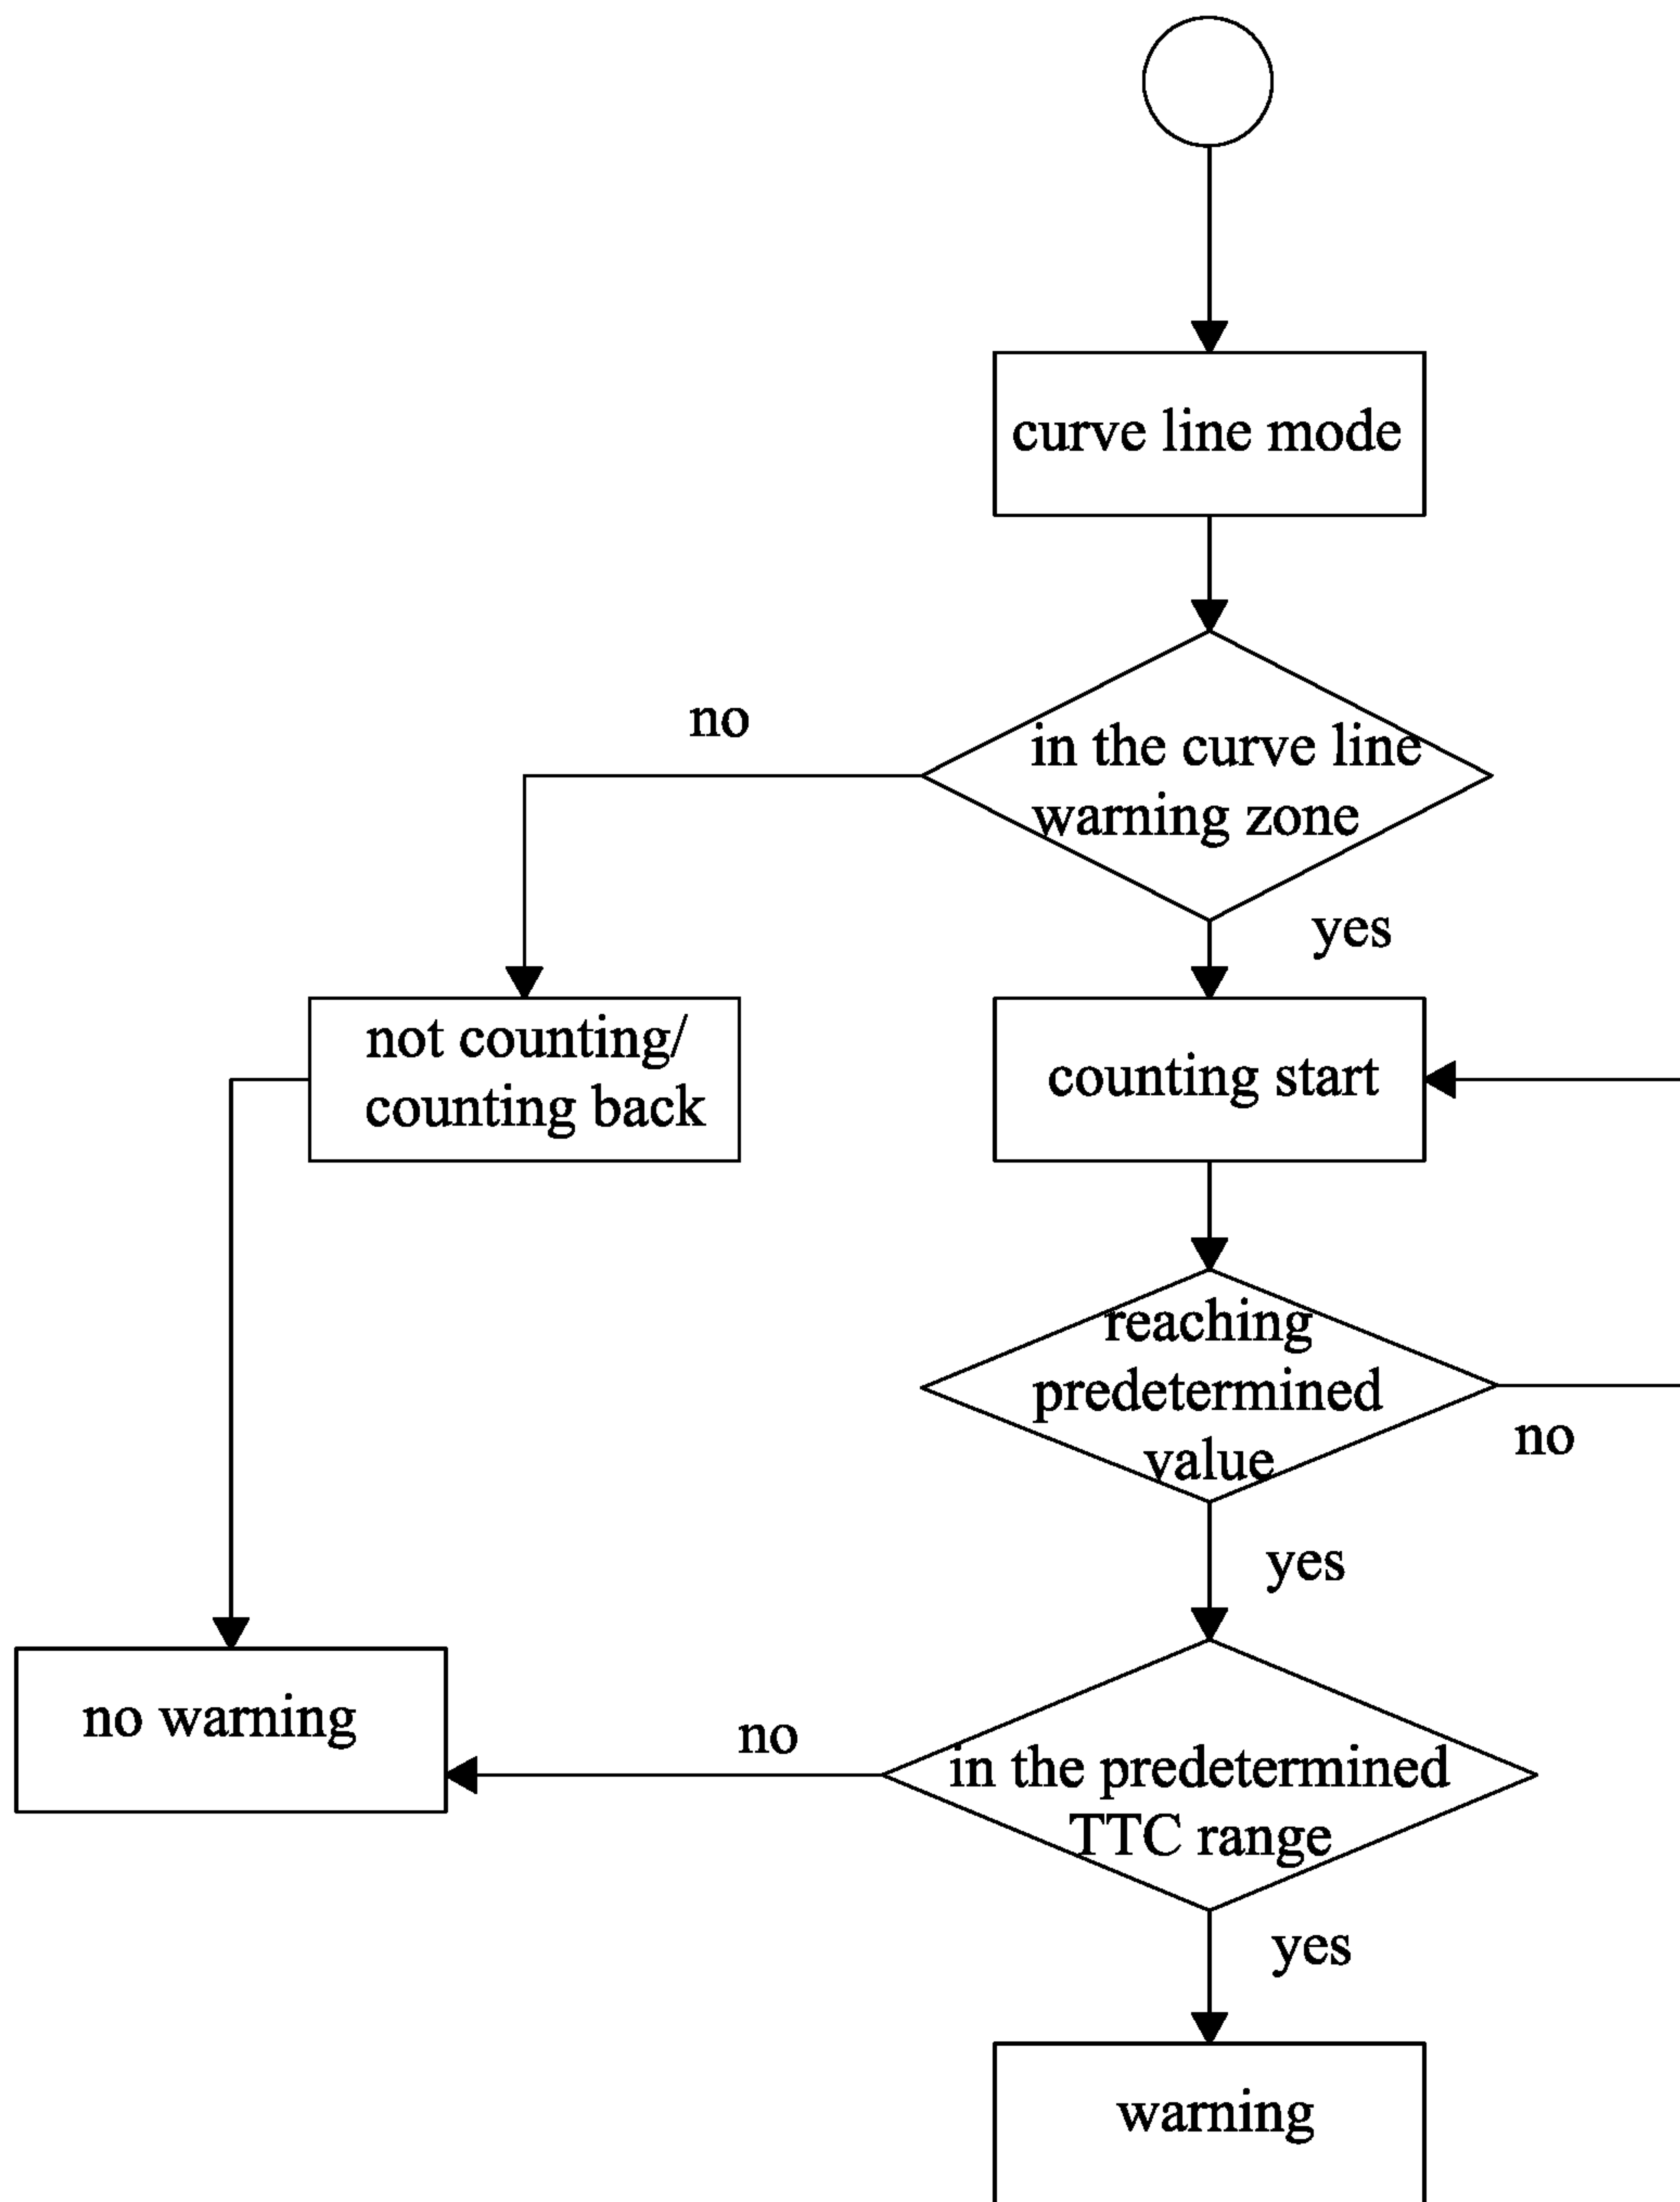 curve line mode
no
in the curve line
warning zone
yes
not counting/
counting back
counting start
reaching
predetermined
value
no
yes
no warning
no
in the predetermined
TTC range
yes
warning